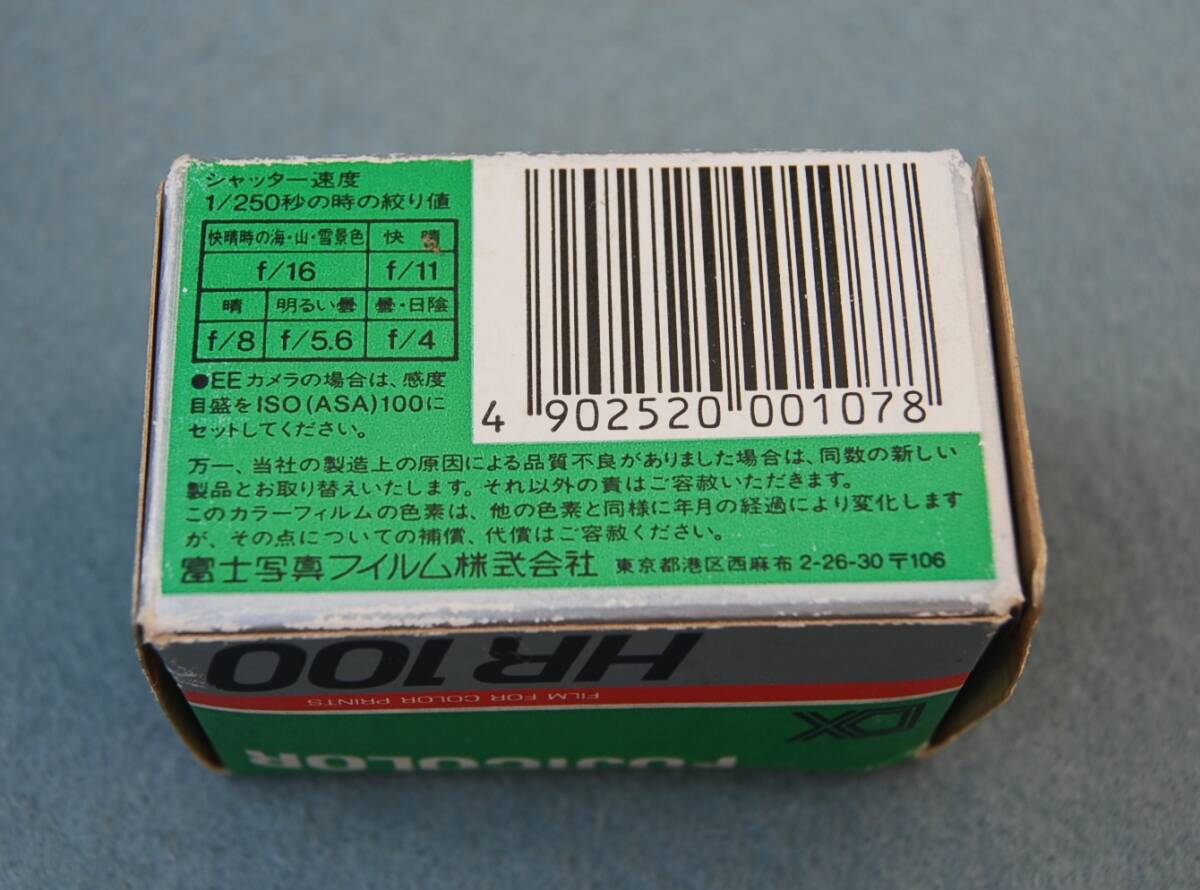 シャッター速度
1/250秒の時の絞り値
快晴時の海・山・雪景色 快晴
f/16 f/11
晴 明るい曇 曇・日陰
f/8 f/5.6 f/4
●EEカメラの場合は、感度
目盛をISO(ASA)100に
セットしてください。
4 902520 001078
万一、当社の製造上の原因による品質不良がありました場合は、同数の新しい
製品とお取り替えいたします。それ以外の責はご容赦いただきます。
このカラーフィルムの色素は、他の色素と同様に年月の経過により変化します
が、その点についての補償、代償はご容赦ください。
富士写真フイルム株式会社 東京都港区西麻布2-26-30〒106
HR100
FILM FOR COLOR PRINTS
DX
FUJICOLOR